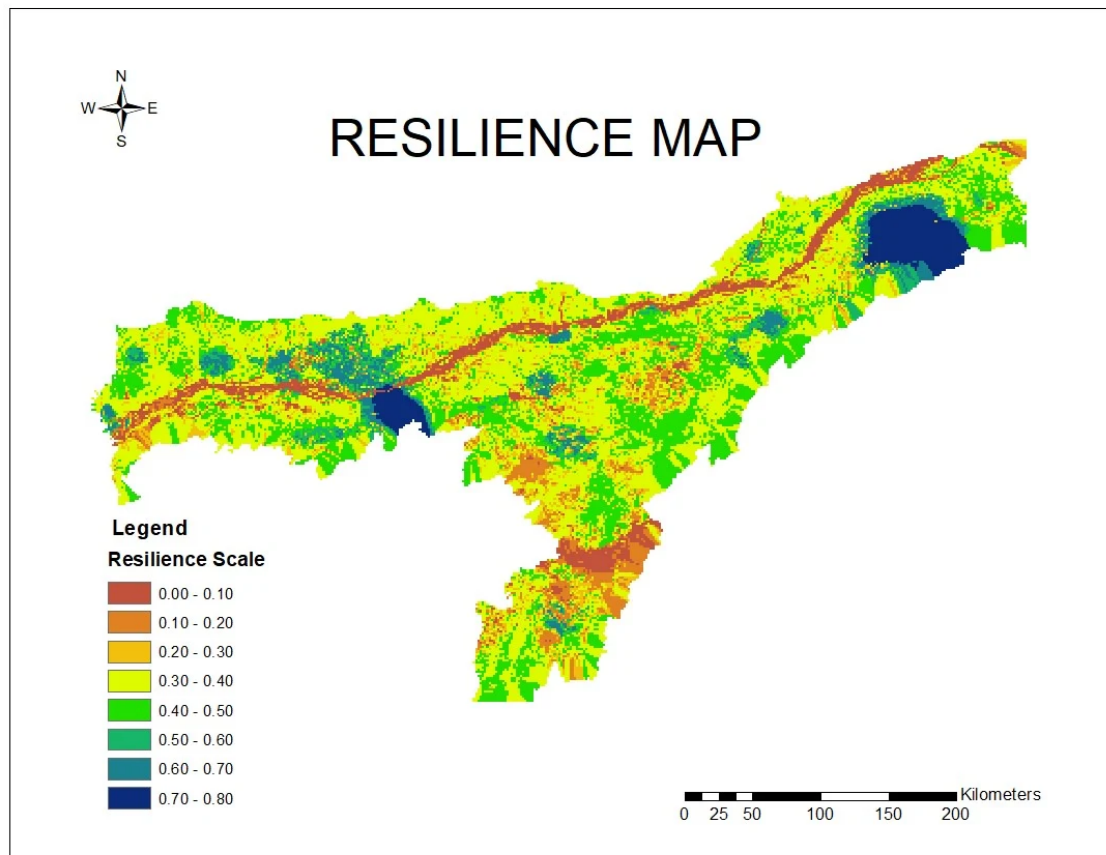 N
W E
S
RESILIENCE MAP
Legend
Resilience Scale
0.00 - 0.10
0.10 - 0.20
0.20 - 0.30
0.30 - 0.40
0.40 - 0.50
0.50 - 0.60
0.60 - 0.70
0.70 - 0.80
Kilometers
0 25 50 100 150 200